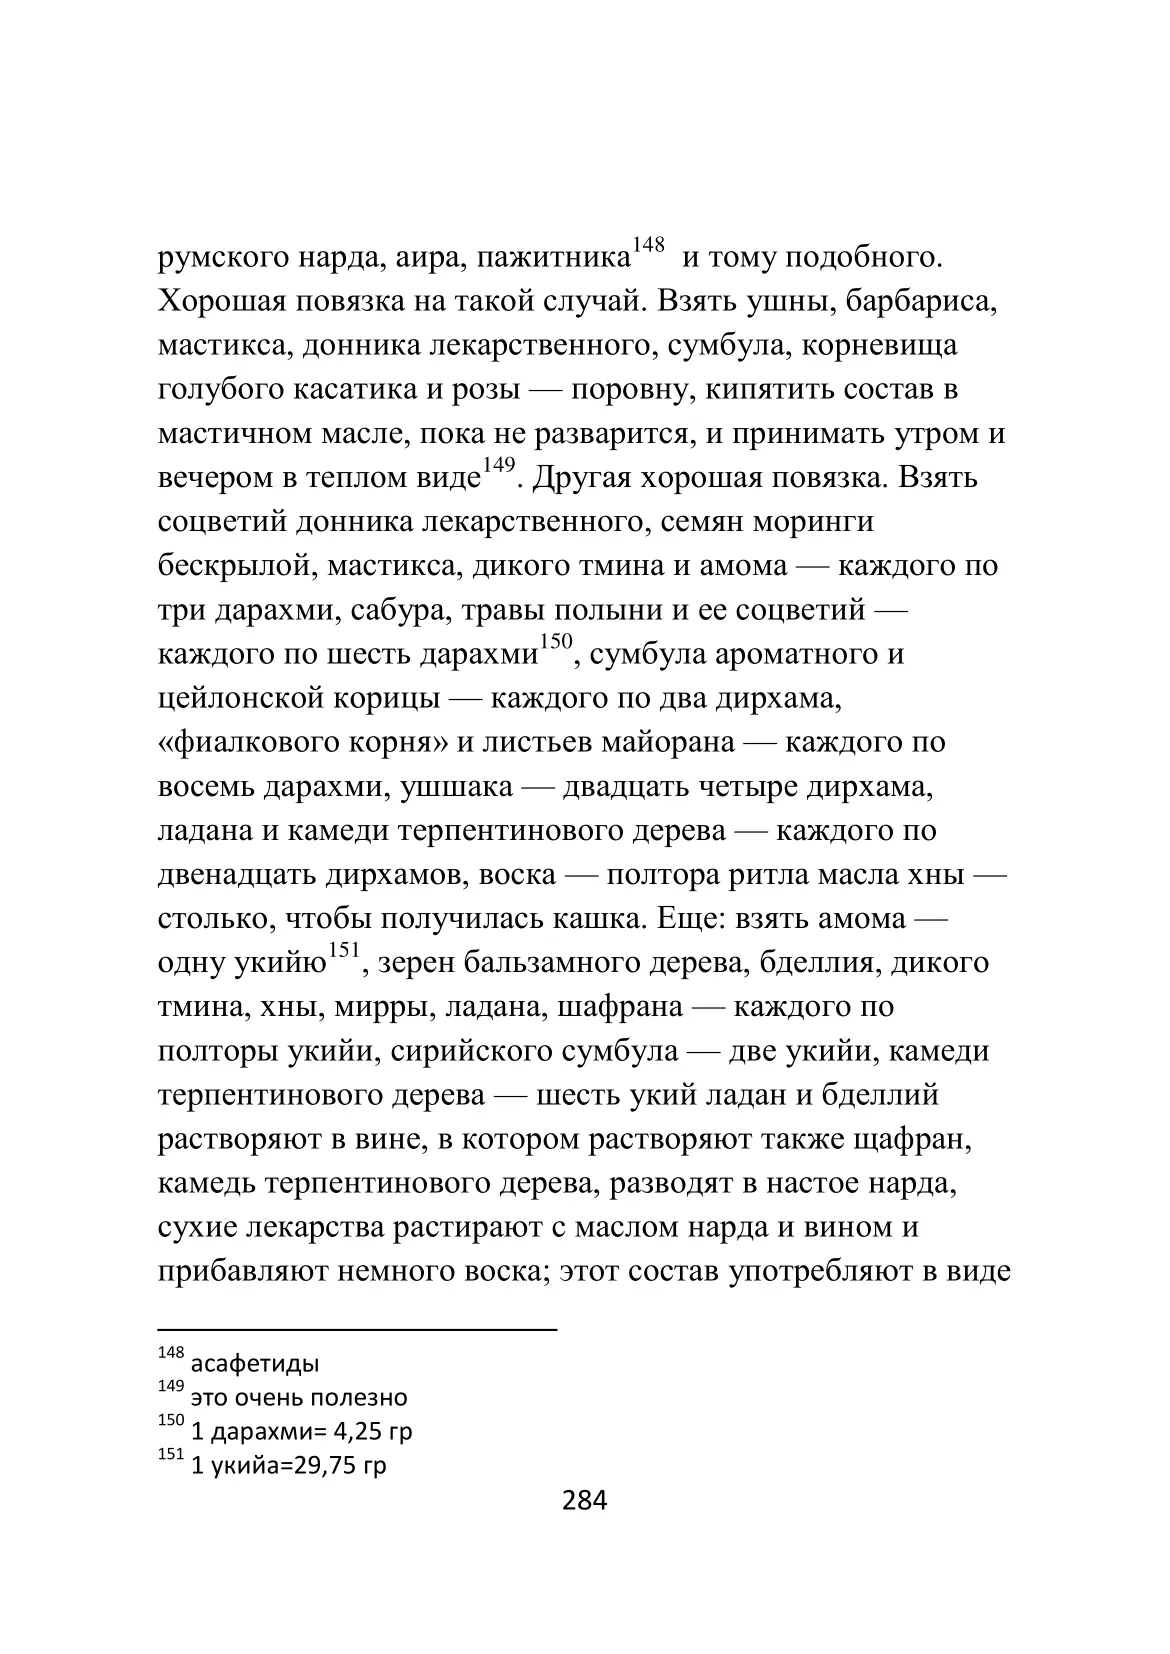 румского нарда, аира, пажитника148 и тому подобного.
Хорошая повязка на такой случай. Взять ушны, барбариса,
мастикса, донника лекарственного, сумбула, корневища
голубого касатика и розы — поровну, кипятить состав в
мастичном масле, пока не разварится, и принимать утром и
вечером в теплом виде149. Другая хорошая повязка. Взять
соцветий донника лекарственного, семян моринги
бескрылой, мастикса, дикого тмина и амома — каждого по
три дарахми, сабура, травы полыни и ее соцветий —
каждого по шесть дарахми150, сумбула ароматного и
цейлонской корицы — каждого по два дирхама,
«фиалкового корня» и листьев майорана — каждого по
восемь дарахми, ушшака — двадцать четыре дирхама,
ладана и камеди терпентинового дерева — каждого по
двенадцать дирхамов, воска — полтора ритла масла хны —
столько, чтобы получилась кашка. Еще: взять амома —
одну укийю151, зерен бальзамного дерева, бделлия, дикого
тмина, хны, мирры, ладана, шафрана — каждого по
полторы укийи, сирийского сумбула — две укийи, камеди
терпентинового дерева — шесть укий ладан и бделлий
растворяют в вине, в котором растворяют также щафран,
камедь терпентинового дерева, разводят в настое нарда,
сухие лекарства растирают с маслом нарда и вином и
прибавляют немного воска; этот состав употребляют в виде
148 асафетиды
149 это очень полезно
150 1 дарахми= 4,25 гр
151 1 укийа=29,75 гр
284